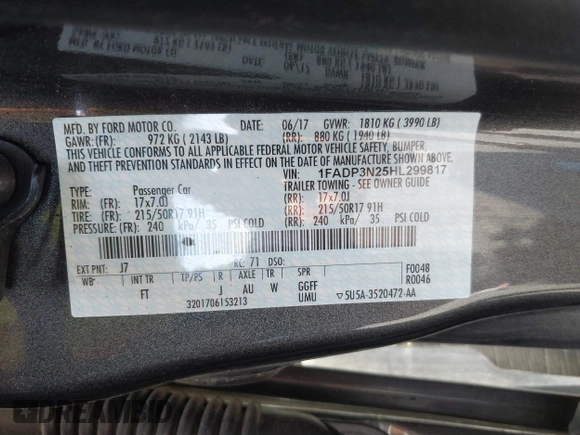 MFD. BY FORD MOTOR CO. DATE: 06/17 GVWR: 1810 KG ( 3990 LB)
GAWR: (FR): 972 KG ( 2143 LB) (RR): 880 KG ( 1940 LB)
THIS VEHICLE CONFORMS TO ALL APPLICABLE FEDERAL MOTOR VEHICLE SAFETY, BUMPER,
AND THEFT PREVENTION STANDARDS IN EFFECT ON THE DATE OF MANUFACTURE SHOWN ABOVE.
VIN: 1FADP3N25HL299817
TYPE: Passenger Car TRAILER TOWING - SEE OWNER GUIDE
RIM: (FR): 17x7.0J (RR): 17x7.0J
TIRE: (FR): 215/50R17 91H (RR): 215/50R17 91H
PRESSURE: (FR): 240 kPa/ 35 PSI COLD (RR): 240 kPa/ 35 PSI COLD
EXT PNT: J7 RC: 71 DSO: F0048
WB INT TR TP/PS R AXLE TR SPR R0046
FT J AU W GGFF
UMU ▽5U5A-3520472-AA
3201706153213
DREAMBID